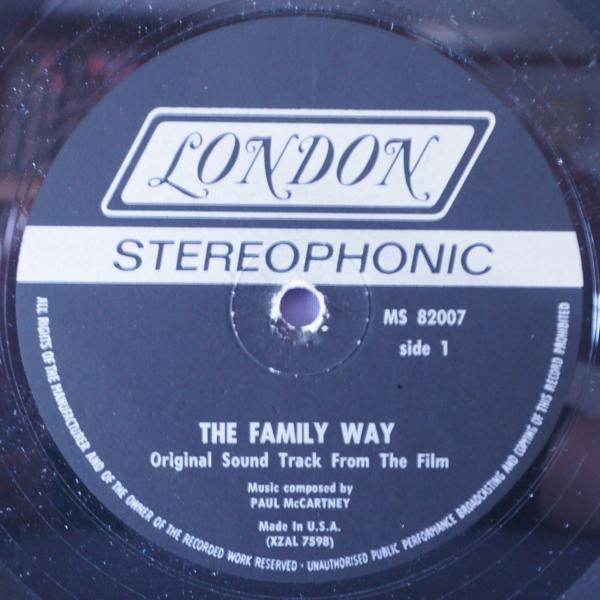 LONDON
STEREOPHONIC
MS 82007
side 1
THE FAMILY WAY
Original Sound Track From The Film
Music composed by
PAUL McCARTNEY
Made In U.S.A.
(XZAL 7598)
ALL RIGHTS OF THE MANUFACTURER AND OF THE OWNER OF THE RECORDED WORK RESERVED · UNAUTHORISED PUBLIC PERFORMANCE BROADCASTING AND COPYING OF THIS RECORD PROHIBITED